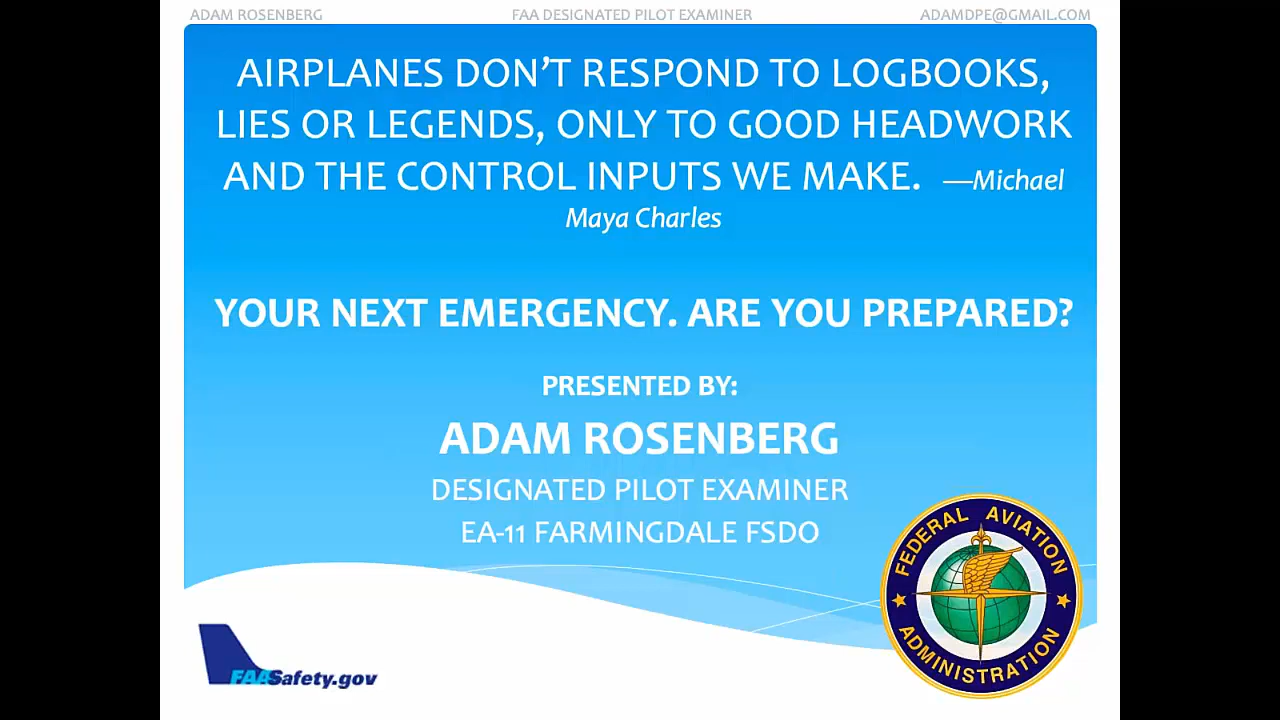 ADAM ROSENBERG FAA DESIGNATED PILOT EXAMINER ADAMDPE@GMAIL.COM
AIRPLANES DON’T RESPOND TO LOGBOOKS,
LIES OR LEGENDS, ONLY TO GOOD HEADWORK
AND THE CONTROL INPUTS WE MAKE. —Michael
Maya Charles
YOUR NEXT EMERGENCY. ARE YOU PREPARED?
PRESENTED BY:
ADAM ROSENBERG
DESIGNATED PILOT EXAMINER
EA-11 FARMINGDALE FSDO
FEDERAL AVIATION
ADMINISTRATION
FAASafety.gov